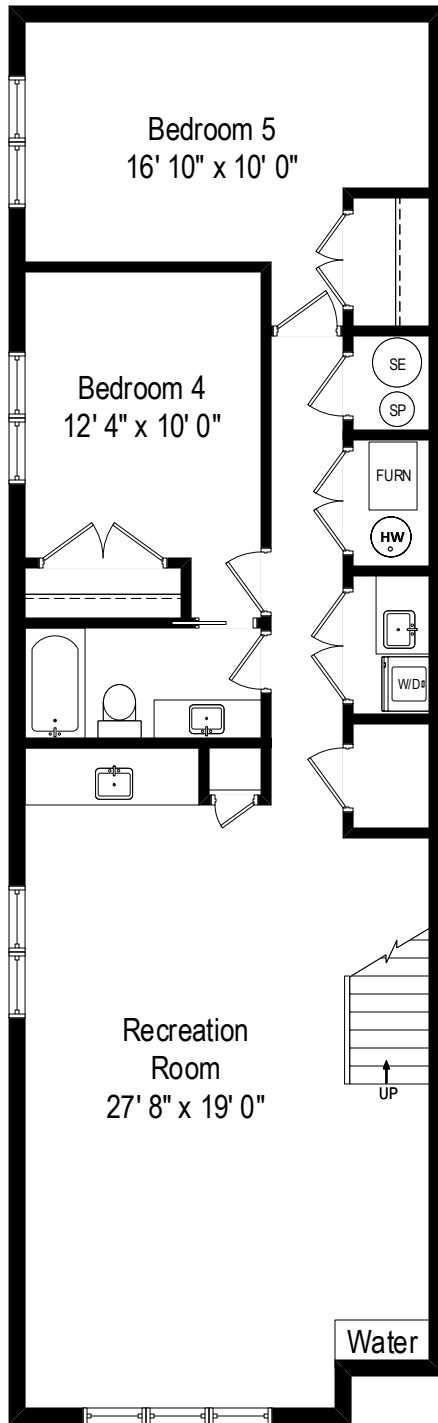 Bedroom 5
16' 10" x 10' 0"
SE
SP
Bedroom 4
12' 4" x 10' 0"
FURN
HW
W/D
Recreation
Room
27' 8" x 19' 0"
UP
Water